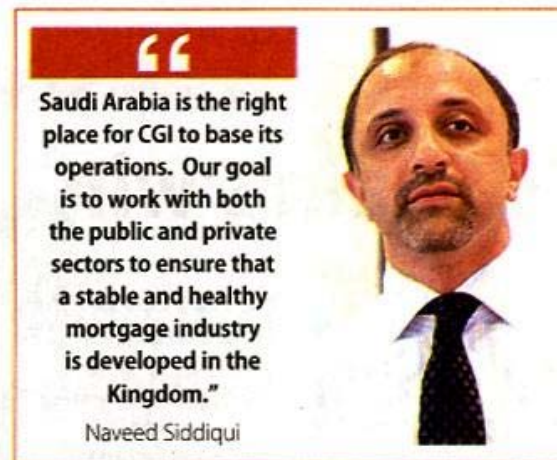 “
Saudi Arabia is the right
place for CGI to base its
operations. Our goal
is to work with both
the public and private
sectors to ensure that
a stable and healthy
mortgage industry
is developed in the
Kingdom.”
Naveed Siddiqui